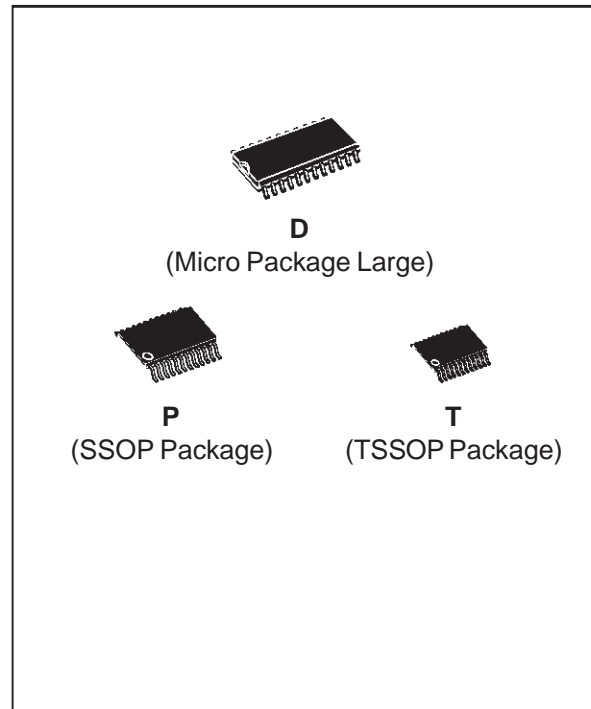 D
(Micro Package Large)
P
(SSOP Package)
T
(TSSOP Package)